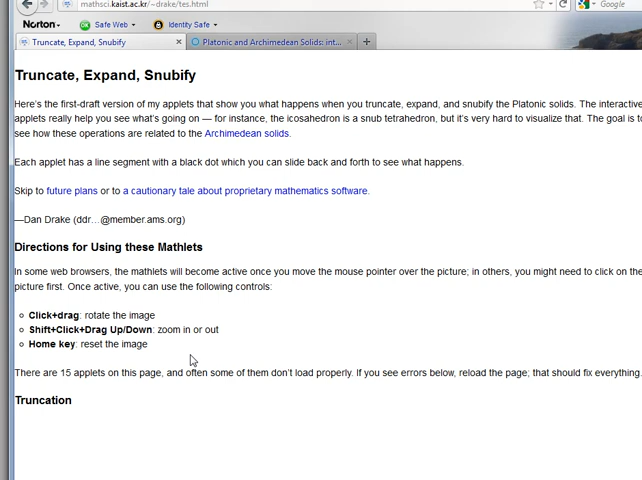 mathsci.kaist.ac.kr/~drake/tes.html
Google
Norton
Safe Web
Identity Safe
Truncate, Expand, Snubify
Platonic and Archimedean Solids: int...
Truncate, Expand, Snubify
Here's the first-draft version of my applets that show you what happens when you truncate, expand, and snubify the Platonic solids. The interactive
applets really help you see what's going on — for instance, the icosahedron is a snub tetrahedron, but it's very hard to visualize that. The goal is to
see how these operations are related to the Archimedean solids.
Each applet has a line segment with a black dot which you can slide back and forth to see what happens.
Skip to future plans or to a cautionary tale about proprietary mathematics software.
—Dan Drake (ddr...@member.ams.org)
Directions for Using these Mathlets
In some web browsers, the mathlets will become active once you move the mouse pointer over the picture; in others, you might need to click on the
picture first. Once active, you can use the following controls:
Click+drag: rotate the image
Shift+Click+Drag Up/Down: zoom in or out
Home key: reset the image
There are 15 applets on this page, and often some of them don't load properly. If you see errors below, reload the page; that should fix everything.
Truncation